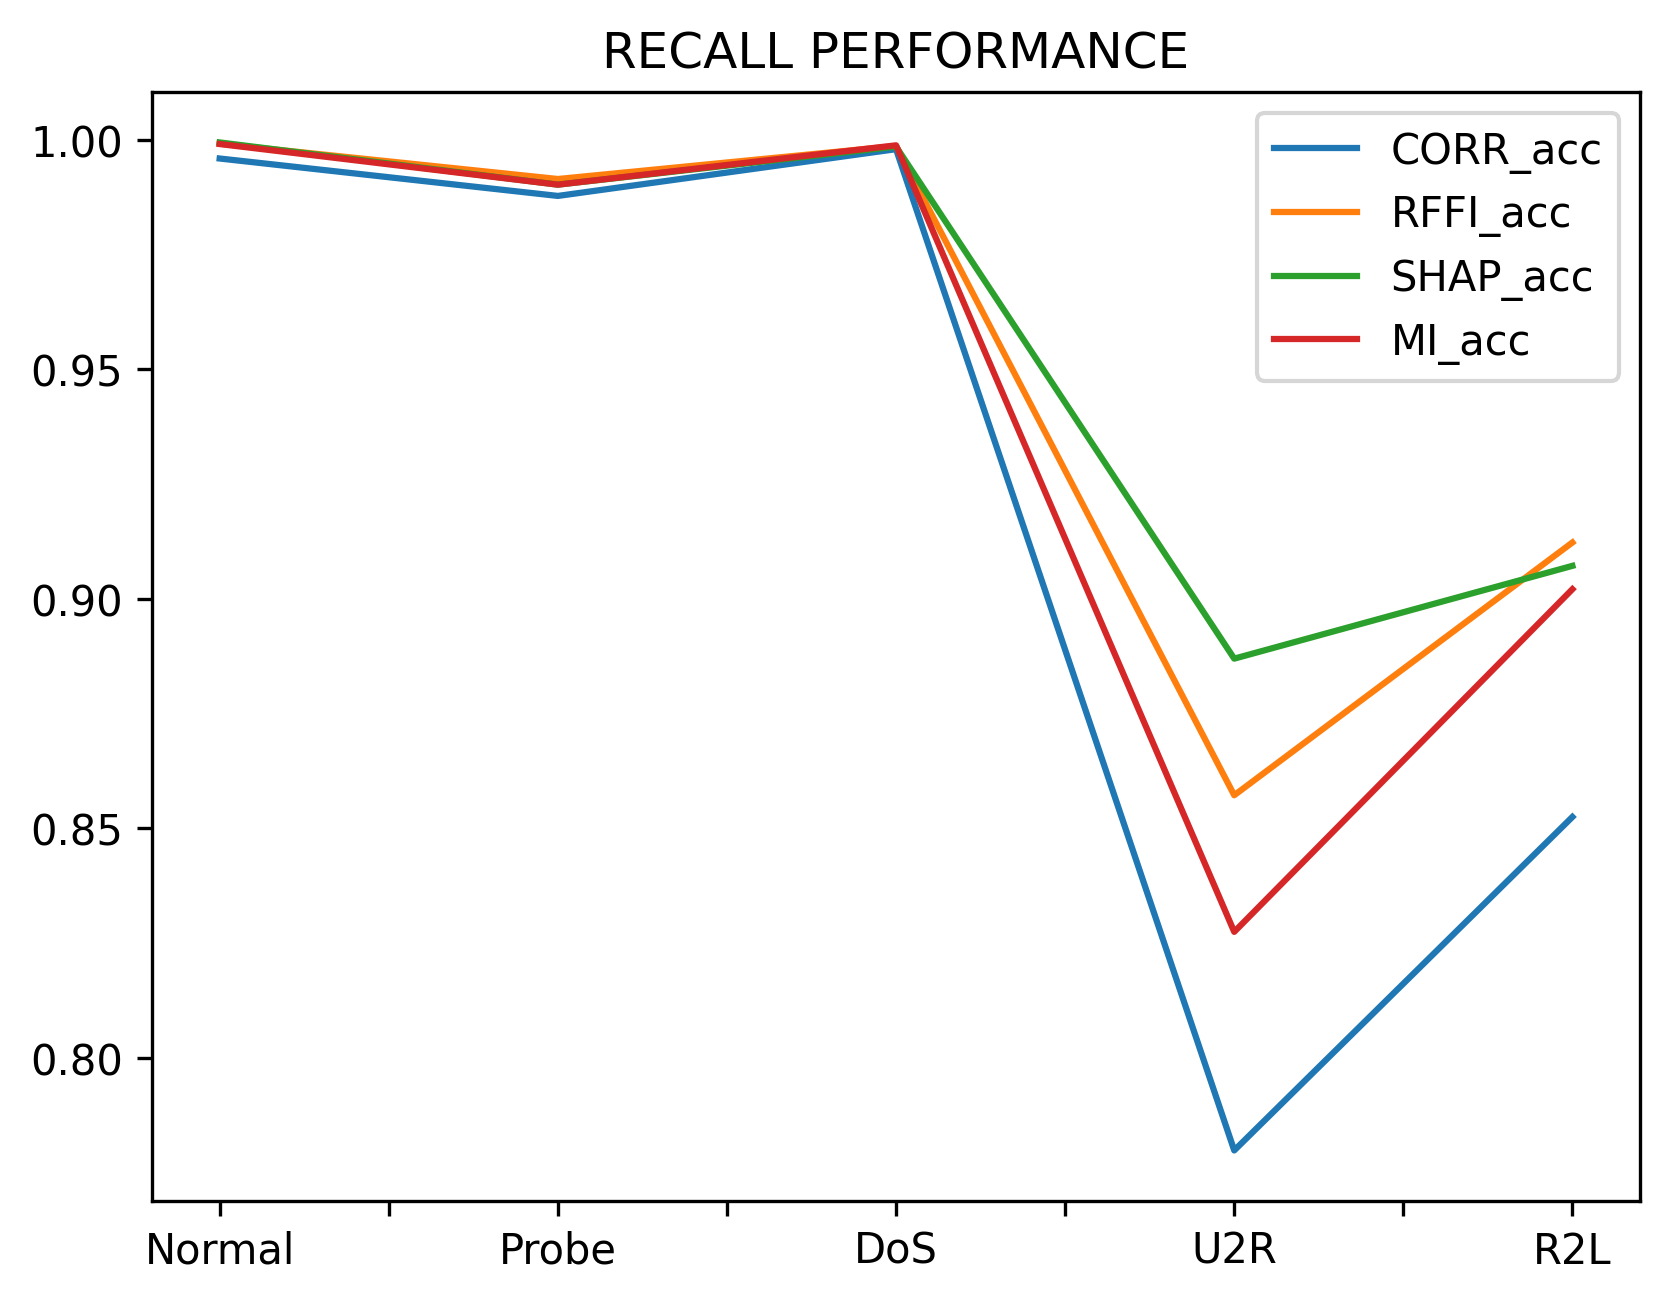 RECALL PERFORMANCE
1.00
0.95
0.90
0.85
0.80
CORR_acc
RFFI_acc
SHAP_acc
MI_acc
Normal Probe DoS U2R R2L